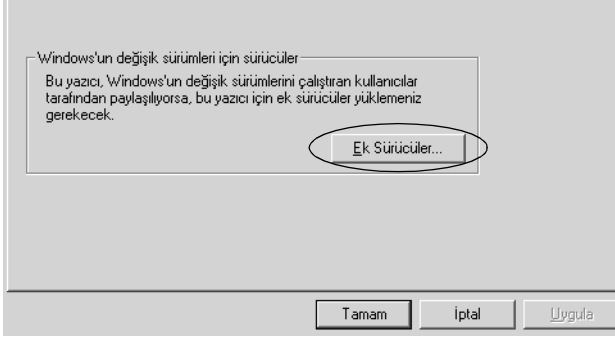 Windows'un değişik sürümleri için sürücüler
Bu yazıcı, Windows'un değişik sürümlerini çalıştıran kullanıcılar
tarafından paylaşılıyorsa, bu yazıcı için ek sürücüler yüklemeniz
gerekecek.
Ek Sürücüler...
Tamam İptal Uygula